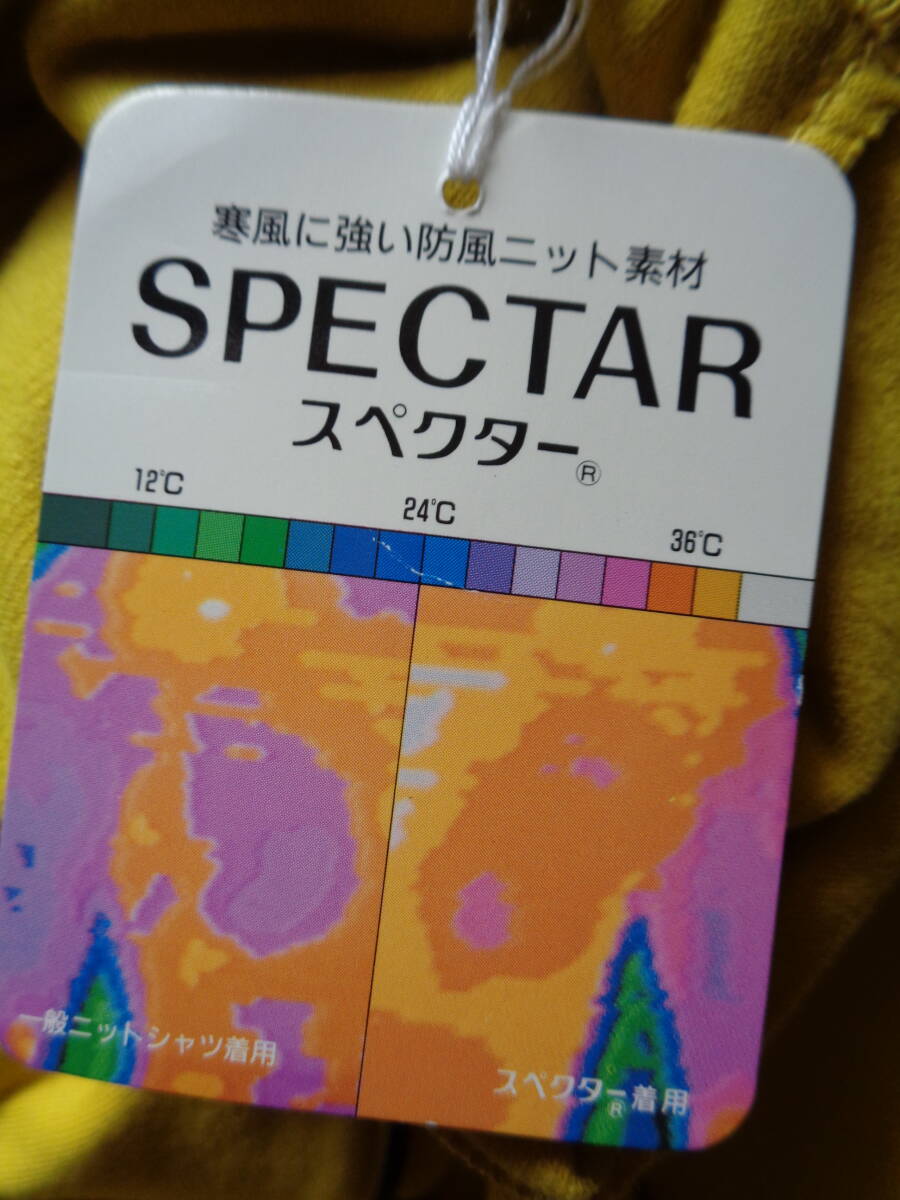 寒風に強い防風ニット素材
SPECTAR
スペクター®
12℃ 24℃ 36℃
一般ニットシャツ着用
スペクター®着用